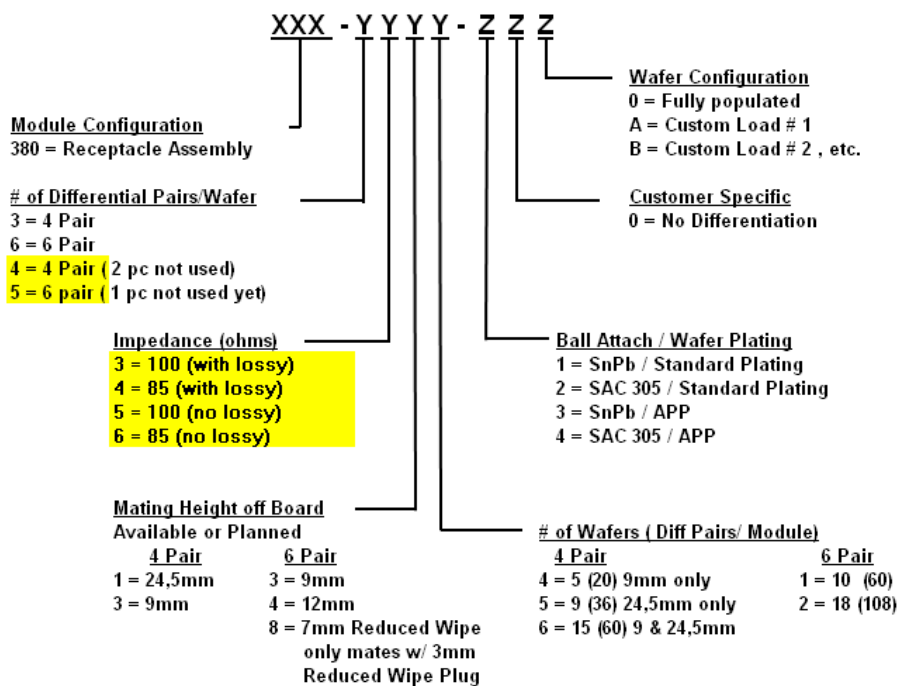 XXX - Y Y Y Y - Z Z Z
Wafer Configuration
0 = Fully populated
A = Custom Load # 1
B = Custom Load # 2 , etc.
Module Configuration
380 = Receptacle Assembly
# of Differential Pairs/Wafer
3 = 4 Pair
6 = 6 Pair
4 = 4 Pair ( 2 pc not used)
5 = 6 pair ( 1 pc not used yet)
Customer Specific
0 = No Differentiation
Impedance (ohms)
3 = 100 (with lossy)
4 = 85 (with lossy)
5 = 100 (no lossy)
6 = 85 (no lossy)
Ball Attach / Wafer Plating
1 = SnPb / Standard Plating
2 = SAC 305 / Standard Plating
3 = SnPb / APP
4 = SAC 305 / APP
Mating Height off Board
Available or Planned
4 Pair
1 = 24,5mm
3 = 9mm
6 Pair
3 = 9mm
4 = 12mm
8 = 7mm Reduced Wipe
only mates w/ 3mm
Reduced Wipe Plug
# of Wafers ( Diff Pairs/ Module)
4 Pair
4 = 5 (20) 9mm only
5 = 9 (36) 24,5mm only
6 = 15 (60) 9 & 24,5mm
6 Pair
1 = 10 (60)
2 = 18 (108)